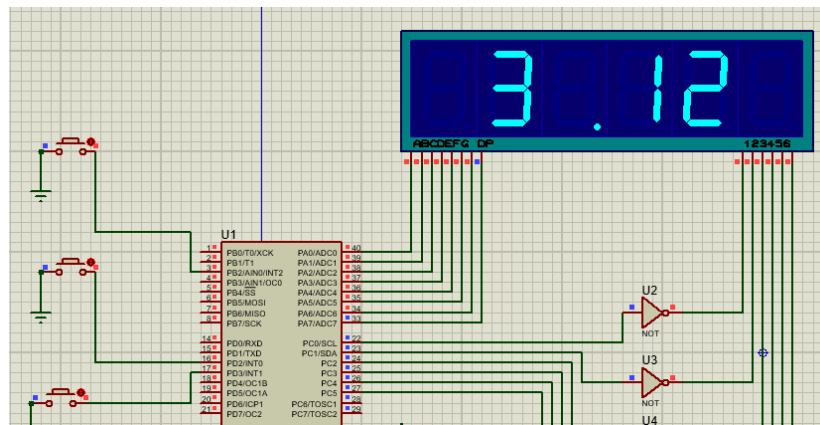 3.12
ABCDEFG DP 123456
U1
1 PB0/T0/XCK PA0/ADC0 40
2 PB1/T1 PA1/ADC1 39
3 PB2/AIN0/INT2 PA2/ADC2 38
4 PB3/AIN1/OC0 PA3/ADC3 37
5 PB4/SS PA4/ADC4 36
6 PB5/MOSI PA5/ADC5 35
7 PB6/MISO PA6/ADC6 34
8 PB7/SCK PA7/ADC7 33
14 PD0/RXD PC0/SCL 22
15 PD1/TXD PC1/SDA 23
16 PD2/INT0 PC2 24
17 PD3/INT1 PC3 25
18 PD4/OC1B PC4 26
19 PD5/OC1A PC5 27
20 PD6/ICP1 PC6/TOSC1 28
21 PD7/OC2 PC7/TOSC2 29
U2
NOT
U3
NOT
U4